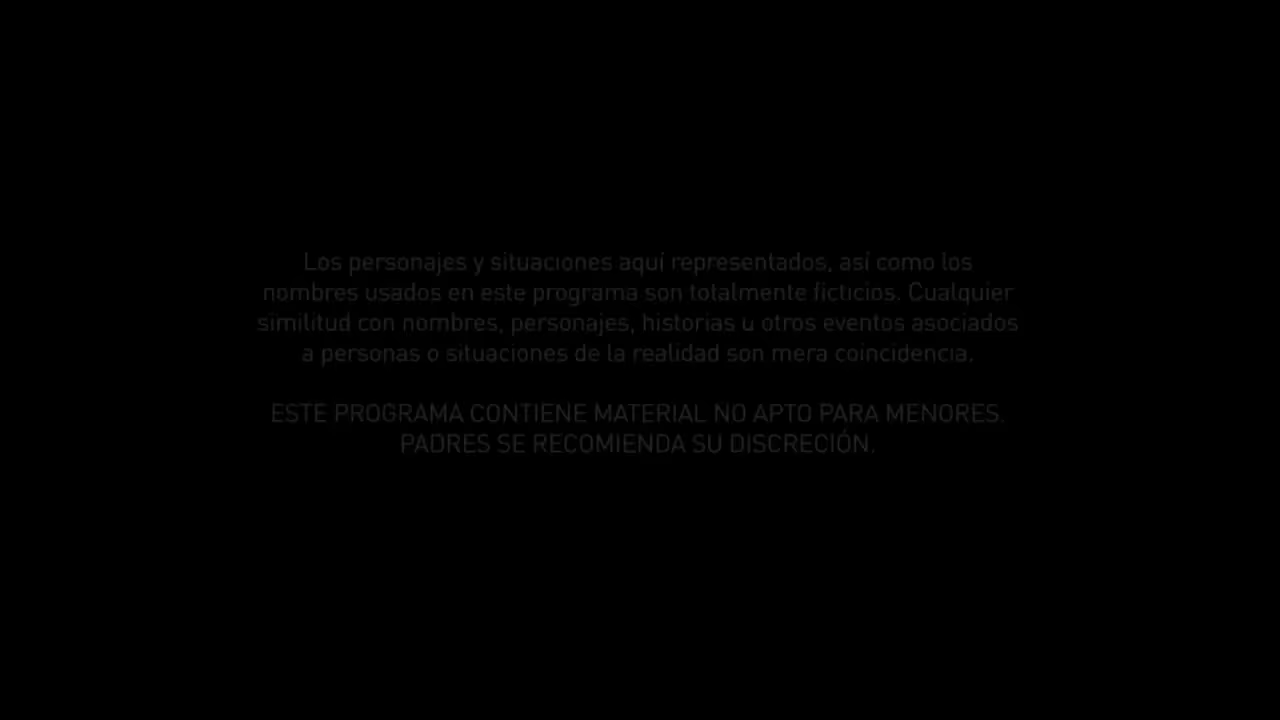 Los personajes y situaciones aquí representados, así como los
nombres usados en este programa son totalmente ficticios. Cualquier
similitud con nombres, personajes, historias u otros eventos asociados
a personas o situaciones de la realidad son mera coincidencia.
ESTE PROGRAMA CONTIENE MATERIAL NO APTO PARA MENORES.
PADRES SE RECOMIENDA SU DISCRECIÓN.